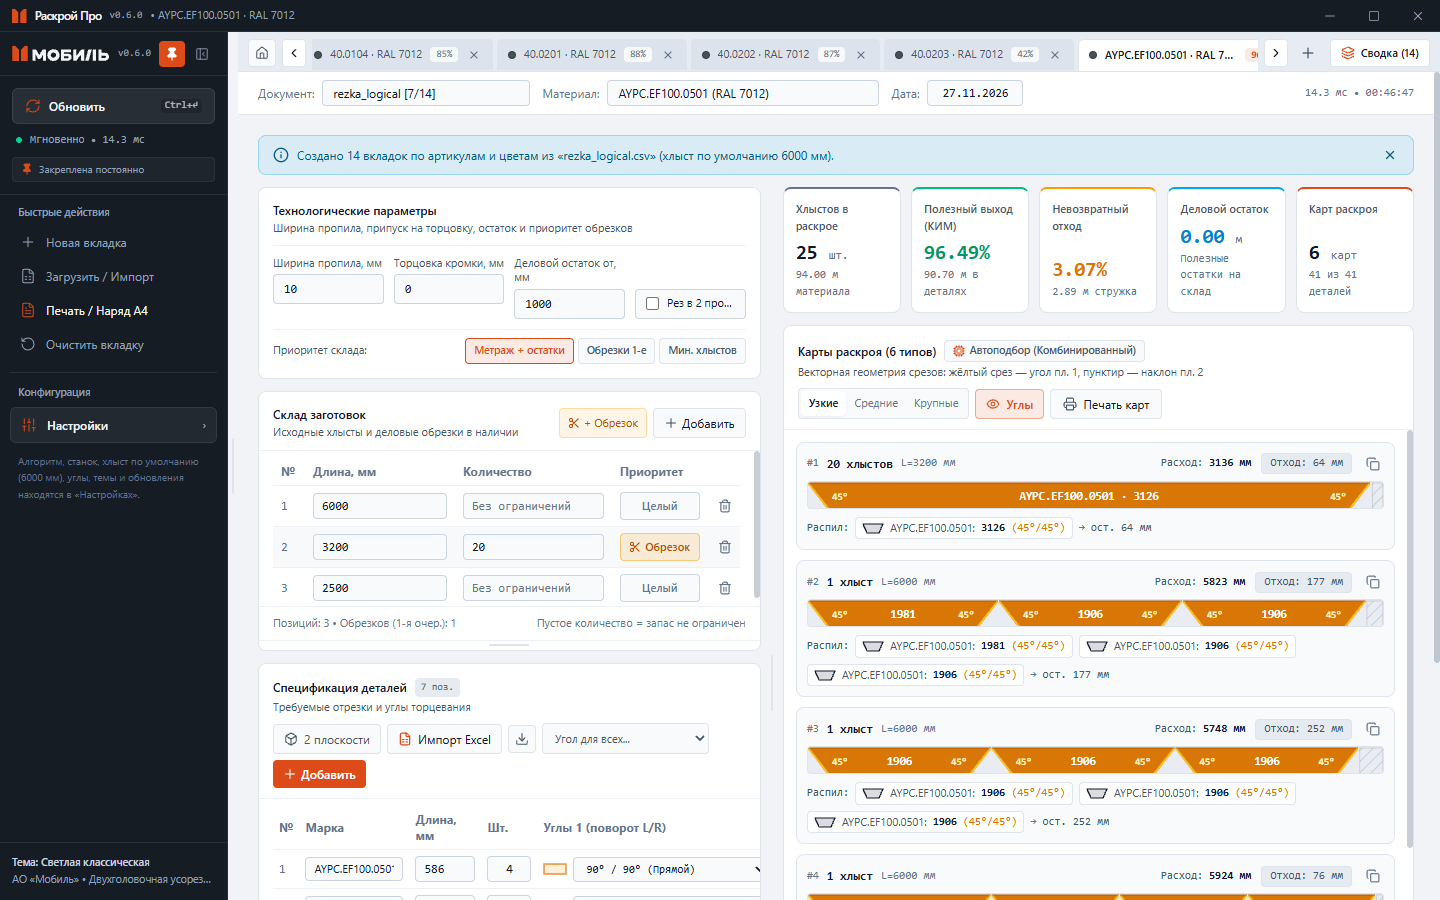 Раскрой Про v0.6.0 • АYPC.EF100.0501 · RAL 7012
МОБИЛЬ v0.6.0
Обновить Ctrl+↵
Мгновенно • 14.3 мс
Закреплена постоянно
Быстрые действия
Новая вкладка
Загрузить / Импорт
Печать / Наряд А4
Очистить вкладку
Конфигурация
Настройки ›
Алгоритм, станок, хлыст по умолчанию
(6000 мм), углы, темы и обновления
находятся в «Настройках».
Тема: Светлая классическая
АО «Мобиль» • Двухголовочная усорез...
40.0104 · RAL 7012 85%
40.0201 · RAL 7012 88%
40.0202 · RAL 7012 87%
40.0203 · RAL 7012 42%
AYPC.EF100.0501 · RAL 7...
Сводка (14)
Документ: rezka_logical [7/14] Материал: AYPC.EF100.0501 (RAL 7012) Дата: 27.11.2026 14.3 мс • 00:46:47
Создано 14 вкладок по артикулам и цветам из «rezka_logical.csv» (хлыст по умолчанию 6000 мм).
Технологические параметры
Ширина пропила, припуск на торцовку, остаток и приоритет обрезков
Ширина пропила, мм
10
Торцовка кромки, мм
0
Деловой остаток от,
мм
1000
Рез в 2 про...
Приоритет склада: Метраж + остатки Обрезки 1-е Мин. хлыстов
Склад заготовок
Исходные хлысты и деловые обрезки в наличии
+ Обрезок
Добавить
№ Длина, мм Количество Приоритет
1 6000 Без ограничений Целый
2 3200 20 Обрезок
3 2500 Без ограничений Целый
Позиций: 3 • Обрезков (1-я очер.): 1 Пустое количество = запас не ограничен
Спецификация деталей 7 поз.
Требуемые отрезки и углы торцевания
2 плоскости Импорт Excel Угол для всех...
Добавить
№ Марка Длина, мм Шт. Углы 1 (поворот L/R)
1 AYPC.EF100.050 586 4 90° / 90° (Прямой)
Хлыстов в
раскрое
25 шт.
94.00 м
материала
Полезный выход
(КИМ)
96.49%
90.70 м в
деталях
Невозвратный
отход
3.07%
2.89 м стружка
Деловой остаток
0.00 м
Полезные
остатки на
склад
Карт раскроя
6 карт
41 из 41
деталей
Карты раскроя (6 типов) Автоподбор (Комбинированный)
Векторная геометрия срезов: жёлтый срез — угол пл. 1, пунктир — наклон пл. 2
Узкие Средние Крупные Углы Печать карт
#1 20 хлыстов L=3200 мм Расход: 3136 мм Отход: 64 мм
45° AYPC.EF100.0501 · 3126 45°
Распил: AYPC.EF100.0501: 3126 (45°/45°) → ост. 64 мм
#2 1 хлыст L=6000 мм Расход: 5823 мм Отход: 177 мм
45° 1981 45° 45° 1906 45° 45° 1906 45°
Распил: AYPC.EF100.0501: 1981 (45°/45°) AYPC.EF100.0501: 1906 (45°/45°)
AYPC.EF100.0501: 1906 (45°/45°) → ост. 177 мм
#3 1 хлыст L=6000 мм Расход: 5748 мм Отход: 252 мм
45° 1906 45° 45° 1906 45° 45° 1906 45°
Распил: AYPC.EF100.0501: 1906 (45°/45°) AYPC.EF100.0501: 1906 (45°/45°)
AYPC.EF100.0501: 1906 (45°/45°) → ост. 252 мм
#4 1 хлыст L=6000 мм Расход: 5924 мм Отход: 76 мм